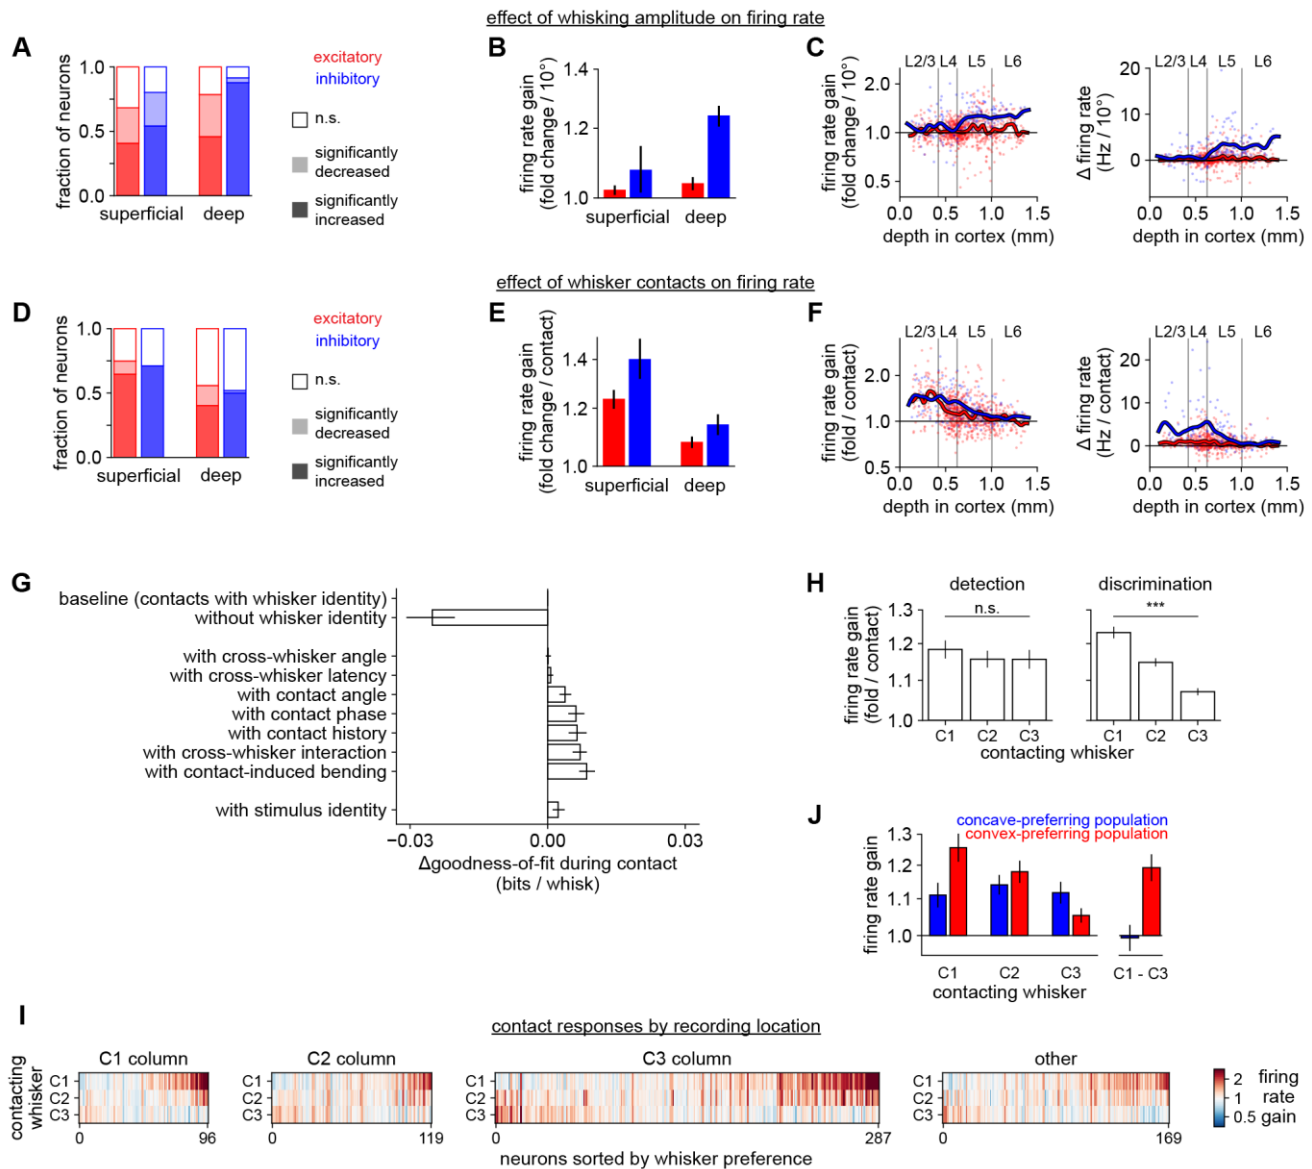 effect of whisking amplitude on firing rate
A
fraction of neurons
1.0
0.5
0.0
superficial
deep
excitatory
inhibitory
n.s.
significantly
decreased
significantly
increased
B
firing rate gain
(fold change / 10°)
1.4
1.2
1.0
superficial
deep
C
firing rate gain
(fold change / 10°)
L2/3 L4 L5 L6
2.0
1.0
0.5
0.0 0.5 1.0 1.5
depth in cortex (mm)
Δ firing rate
(Hz / 10°)
L2/3 L4 L5 L6
20
10
0
0.0 0.5 1.0 1.5
depth in cortex (mm)
effect of whisker contacts on firing rate
D
fraction of neurons
1.0
0.5
0.0
superficial
deep
excitatory
inhibitory
n.s.
significantly
decreased
significantly
increased
E
firing rate gain
(fold change / contact)
1.4
1.2
1.0
superficial
deep
F
firing rate gain
(fold / contact)
L2/3 L4 L5 L6
2.0
1.0
0.5
0.0 0.5 1.0 1.5
depth in cortex (mm)
Δ firing rate
(Hz / contact)
L2/3 L4 L5 L6
20
10
0
0.0 0.5 1.0 1.5
depth in cortex (mm)
G
baseline (contacts with whisker identity)
without whisker identity
with cross-whisker angle
with cross-whisker latency
with contact angle
with contact phase
with contact history
with cross-whisker interaction
with contact-induced bending
with stimulus identity
−0.03 0.00 0.03
Δgoodness-of-fit during contact
(bits / whisk)
H
detection
discrimination
firing rate gain
(fold / contact)
1.3
1.2
1.1
1.0
n.s.
***
C1 C2 C3
C1 C2 C3
contacting whisker
J
concave-preferring population
convex-preferring population
firing rate gain
1.3
1.2
1.1
1.0
C1 C2 C3 C1 - C3
contacting whisker
I
contact responses by recording location
contacting
whisker
C1 column
C1
C2
C3
0 96
C2 column
C1
C2
C3
0 119
C3 column
C1
C2
C3
0 287
other
C1
C2
C3
0 169
neurons sorted by whisker preference
2
1
0.5
firing
rate
gain